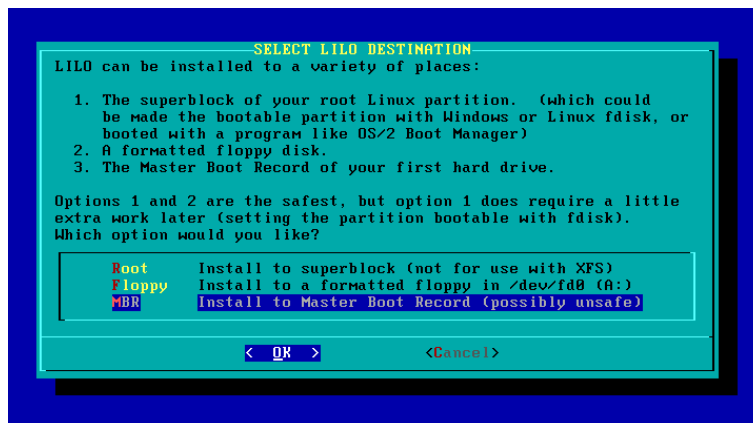 SELECT LILO DESTINATION
LILO can be installed to a variety of places:
1. The superblock of your root Linux partition. (which could
be made the bootable partition with Windows or Linux fdisk, or
booted with a program like OS/2 Boot Manager)
2. A formatted floppy disk.
3. The Master Boot Record of your first hard drive.
Options 1 and 2 are the safest, but option 1 does require a little
extra work later (setting the partition bootable with fdisk).
Which option would you like?
Root Install to superblock (not for use with XFS)
Floppy Install to a formatted floppy in /dev/fd0 (A:)
MBR Install to Master Boot Record (possibly unsafe)
< OK > <Cancel>